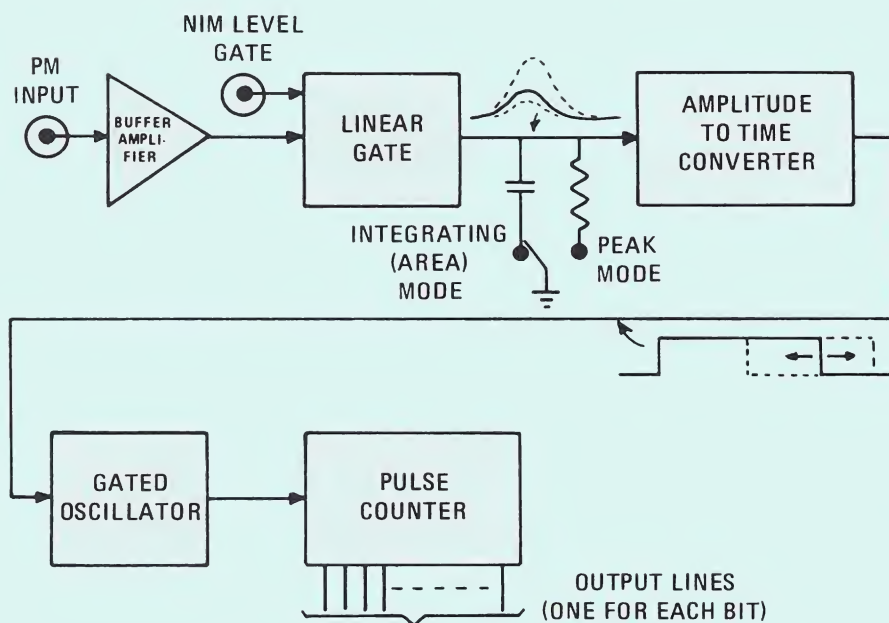 NIM LEVEL
GATE
PM
INPUT
BUFFER
AMPLI-
FIER
LINEAR
GATE
AMPLITUDE
TO TIME
CONVERTER
INTEGRATING
(AREA)
MODE
PEAK
MODE
GATED
OSCILLATOR
PULSE
COUNTER
OUTPUT LINES
(ONE FOR EACH BIT)